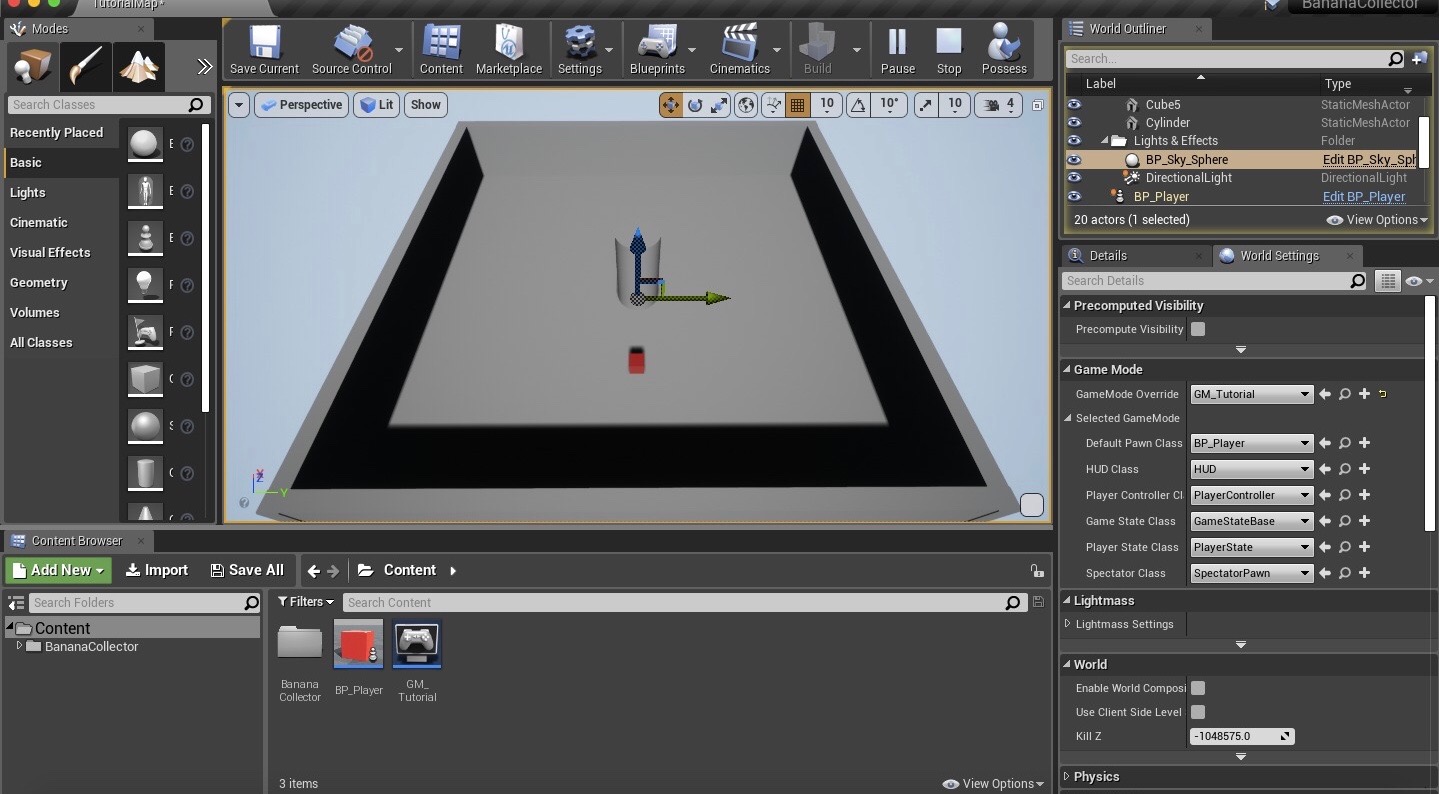 TutorialMap*
BananaCollector
Modes
Search Classes
Recently Placed
Basic
Lights
Cinematic
Visual Effects
Geometry
Volumes
All Classes
Save Current
Source Control
Content
Marketplace
Settings
Blueprints
Cinematics
Build
Pause
Stop
Possess
Perspective
Lit
Show
10
10°
10
4
X
Z
Y
World Outliner
Search...
Label Type
Cube5 StaticMeshActor
Cylinder StaticMeshActor
Lights & Effects Folder
BP_Sky_Sphere Edit BP_Sky_Sph
DirectionalLight DirectionalLight
BP_Player Edit BP_Player
20 actors (1 selected) View Options
Details World Settings
Search Details
Precomputed Visibility
Precompute Visibility
Game Mode
GameMode Override GM_Tutorial
Selected GameMode
Default Pawn Class BP_Player
HUD Class HUD
Player Controller Cl PlayerController
Game State Class GameStateBase
Player State Class PlayerState
Spectator Class SpectatorPawn
Lightmass
Lightmass Settings
World
Enable World Composi
Use Client Side Level
Kill Z -1048575.0
Physics
Content Browser
Add New Import Save All Content
Search Folders
Content
BananaCollector
Filters Search Content
Banana
Collector
BP_Player
GM_
Tutorial
3 items View Options